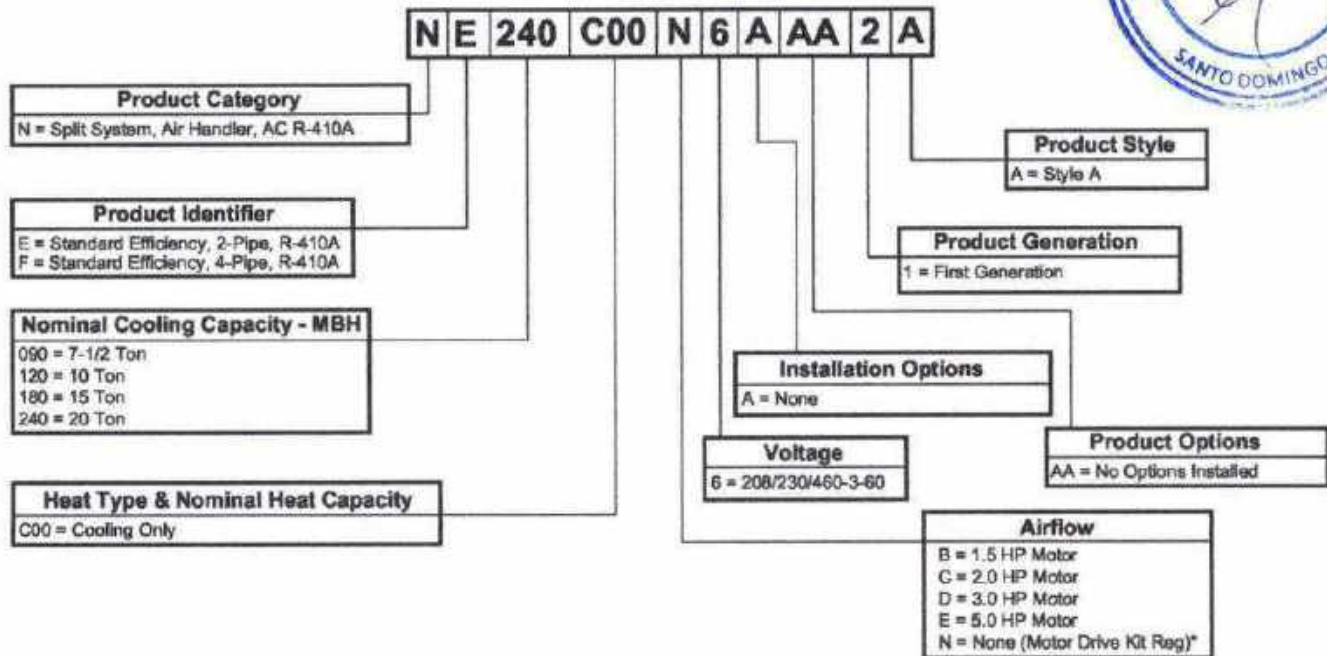 N E 240 C00 N 6 A AA 2 A
SANTO DOMINGO
Product Category
N = Split System, Air Handler, AC R-410A
Product Identifier
E = Standard Efficiency, 2-Pipe, R-410A
F = Standard Efficiency, 4-Pipe, R-410A
Nominal Cooling Capacity - MBH
090 = 7-1/2 Ton
120 = 10 Ton
180 = 15 Ton
240 = 20 Ton
Heat Type & Nominal Heat Capacity
C00 = Cooling Only
Product Style
A = Style A
Product Generation
1 = First Generation
Installation Options
A = None
Product Options
AA = No Options Installed
Voltage
6 = 208/230/460-3-60
Airflow
B = 1.5 HP Motor
C = 2.0 HP Motor
D = 3.0 HP Motor
E = 5.0 HP Motor
N = None (Motor Drive Kit Req)*